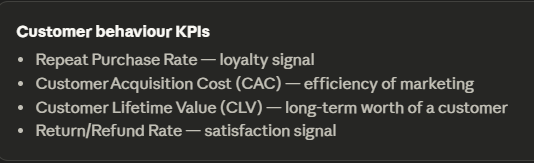 Customer behaviour KPIs
• Repeat Purchase Rate — loyalty signal
• Customer Acquisition Cost (CAC) — efficiency of marketing
• Customer Lifetime Value (CLV) — long-term worth of a customer
• Return/Refund Rate — satisfaction signal